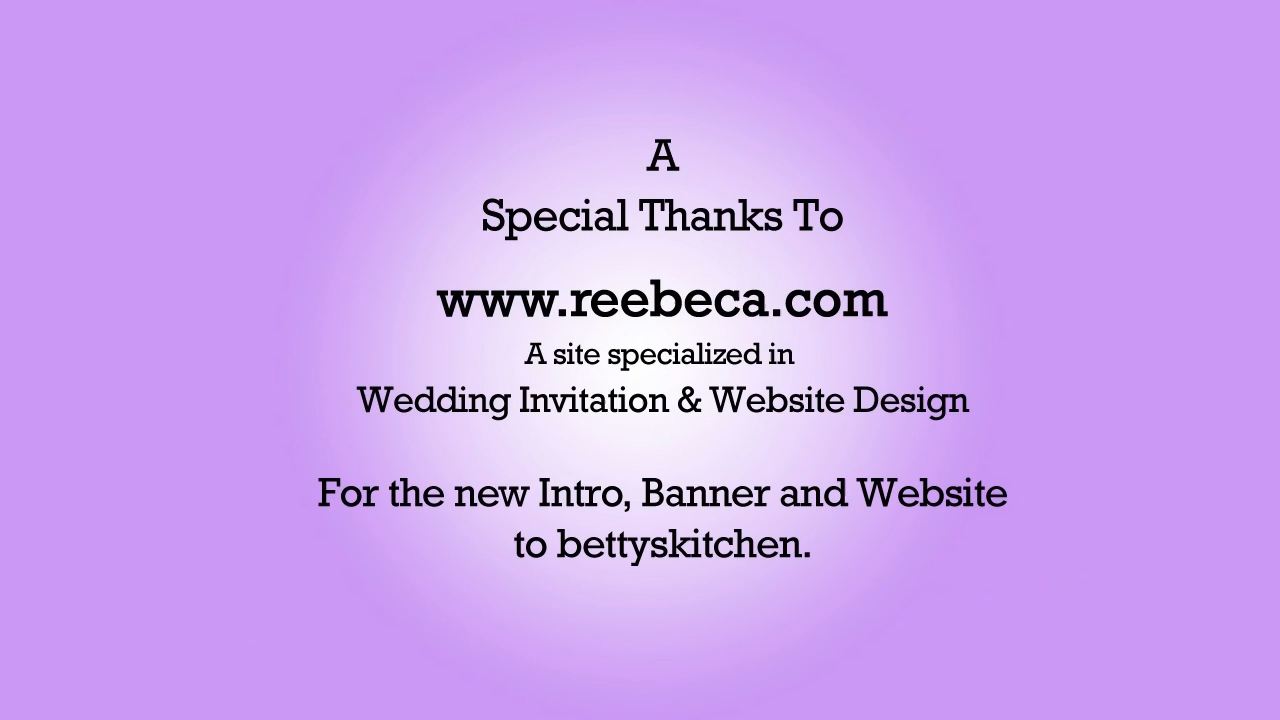 A
Special Thanks To
www.reebeca.com
A site specialized in
Wedding Invitation & Website Design
For the new Intro, Banner and Website
to bettyskitchen.